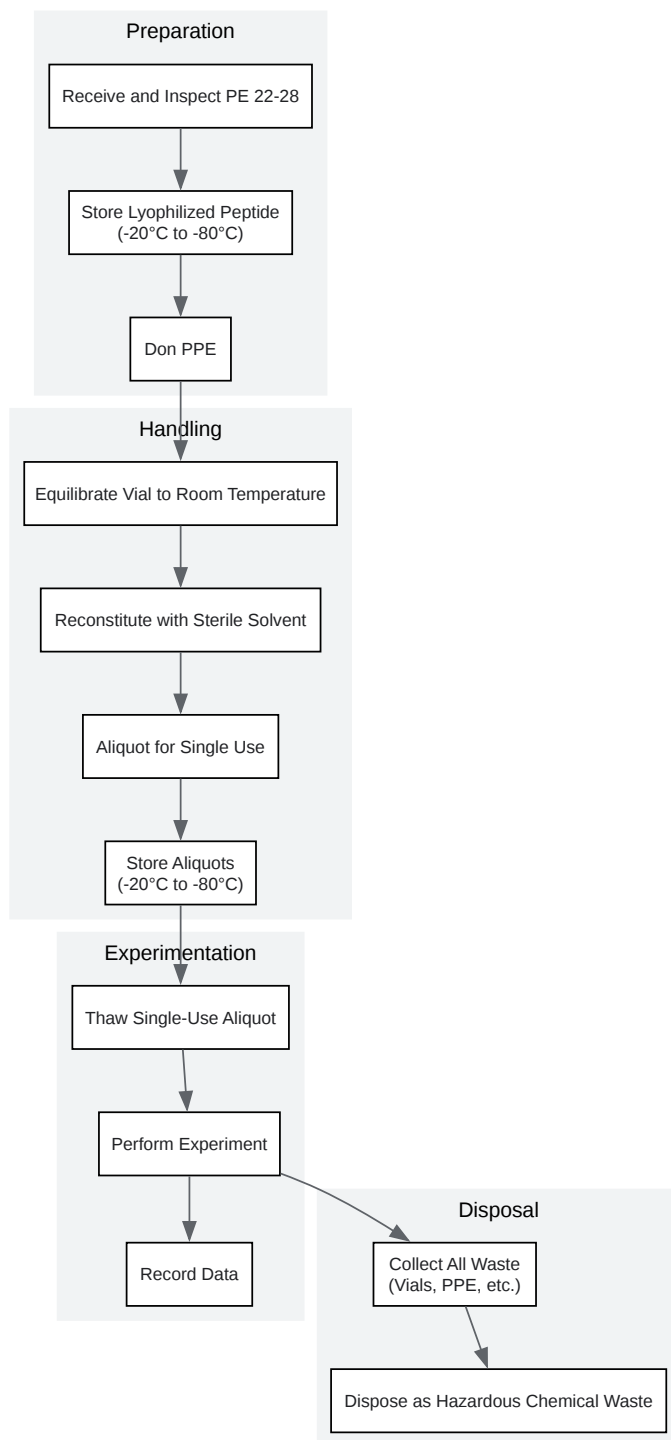 Preparation
Receive and Inspect PE 22-28
Store Lyophilized Peptide
(-20°C to -80°C)
Don PPE
Handling
Equilibrate Vial to Room Temperature
Reconstitute with Sterile Solvent
Aliquot for Single Use
Store Aliquots
(-20°C to -80°C)
Experimentation
Thaw Single-Use Aliquot
Perform Experiment
Record Data
Disposal
Collect All Waste
(Vials, PPE, etc.)
Dispose as Hazardous Chemical Waste